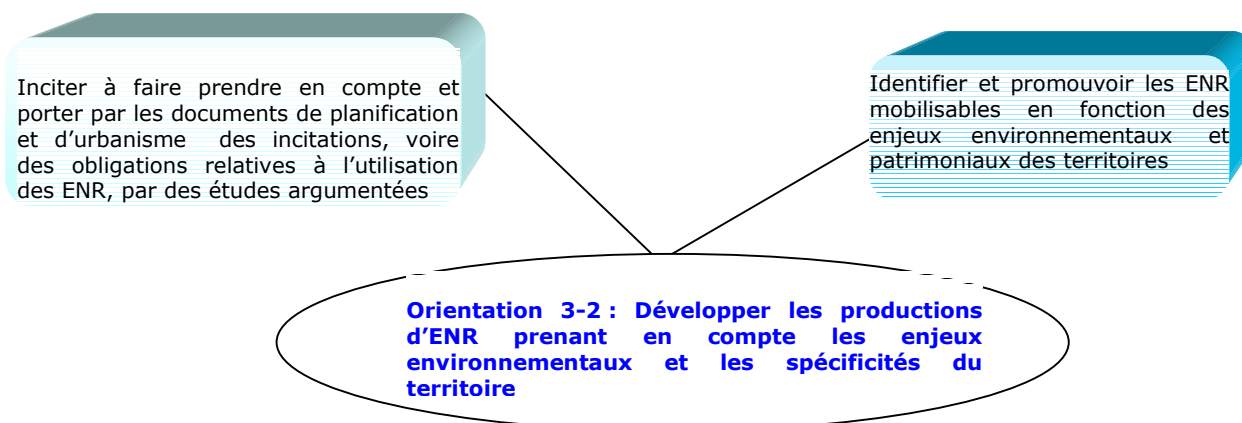 Inciter à faire prendre en compte et
porter par les documents de planification
et d’urbanisme des incitations, voire
des obligations relatives à l’utilisation
des ENR, par des études argumentées
Identifier et promouvoir les ENR
mobilisables en fonction des
enjeux environnementaux et
patrimoniaux des territoires
Orientation 3-2 : Développer les productions
d’ENR prenant en compte les enjeux
environnementaux et les spécificités du
territoire